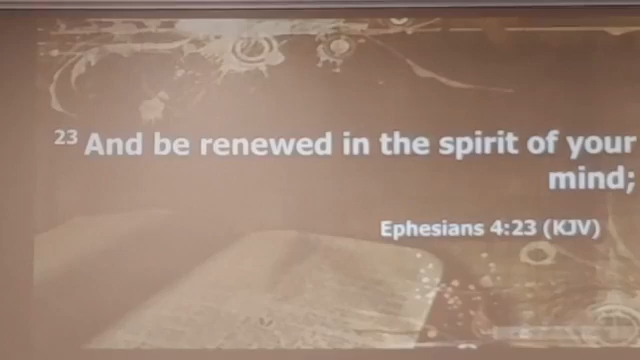 23 And be renewed in the spirit of your
mind;
Ephesians 4:23 (KJV)